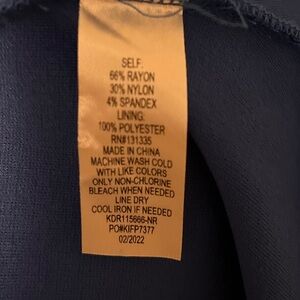 SELF:
66% RAYON
30% NYLON
4% SPANDEX
LINING:
100% POLYESTER
RN#131335
MADE IN CHINA
MACHINE WASH COLD
WITH LIKE COLORS
ONLY NON-CHLORINE
BLEACH WHEN NEEDED
LINE DRY
COOL IRON IF NEEDED
KDR115666-NR
PO#KIFP7377
02/2022